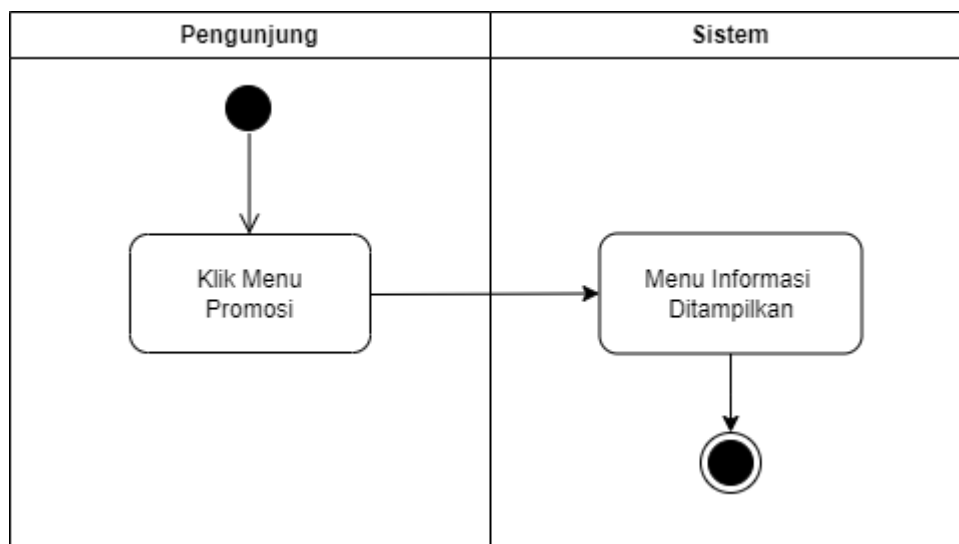 Pengunjung
Sistem
Klik Menu
Promosi
Menu Informasi
Ditampilkan